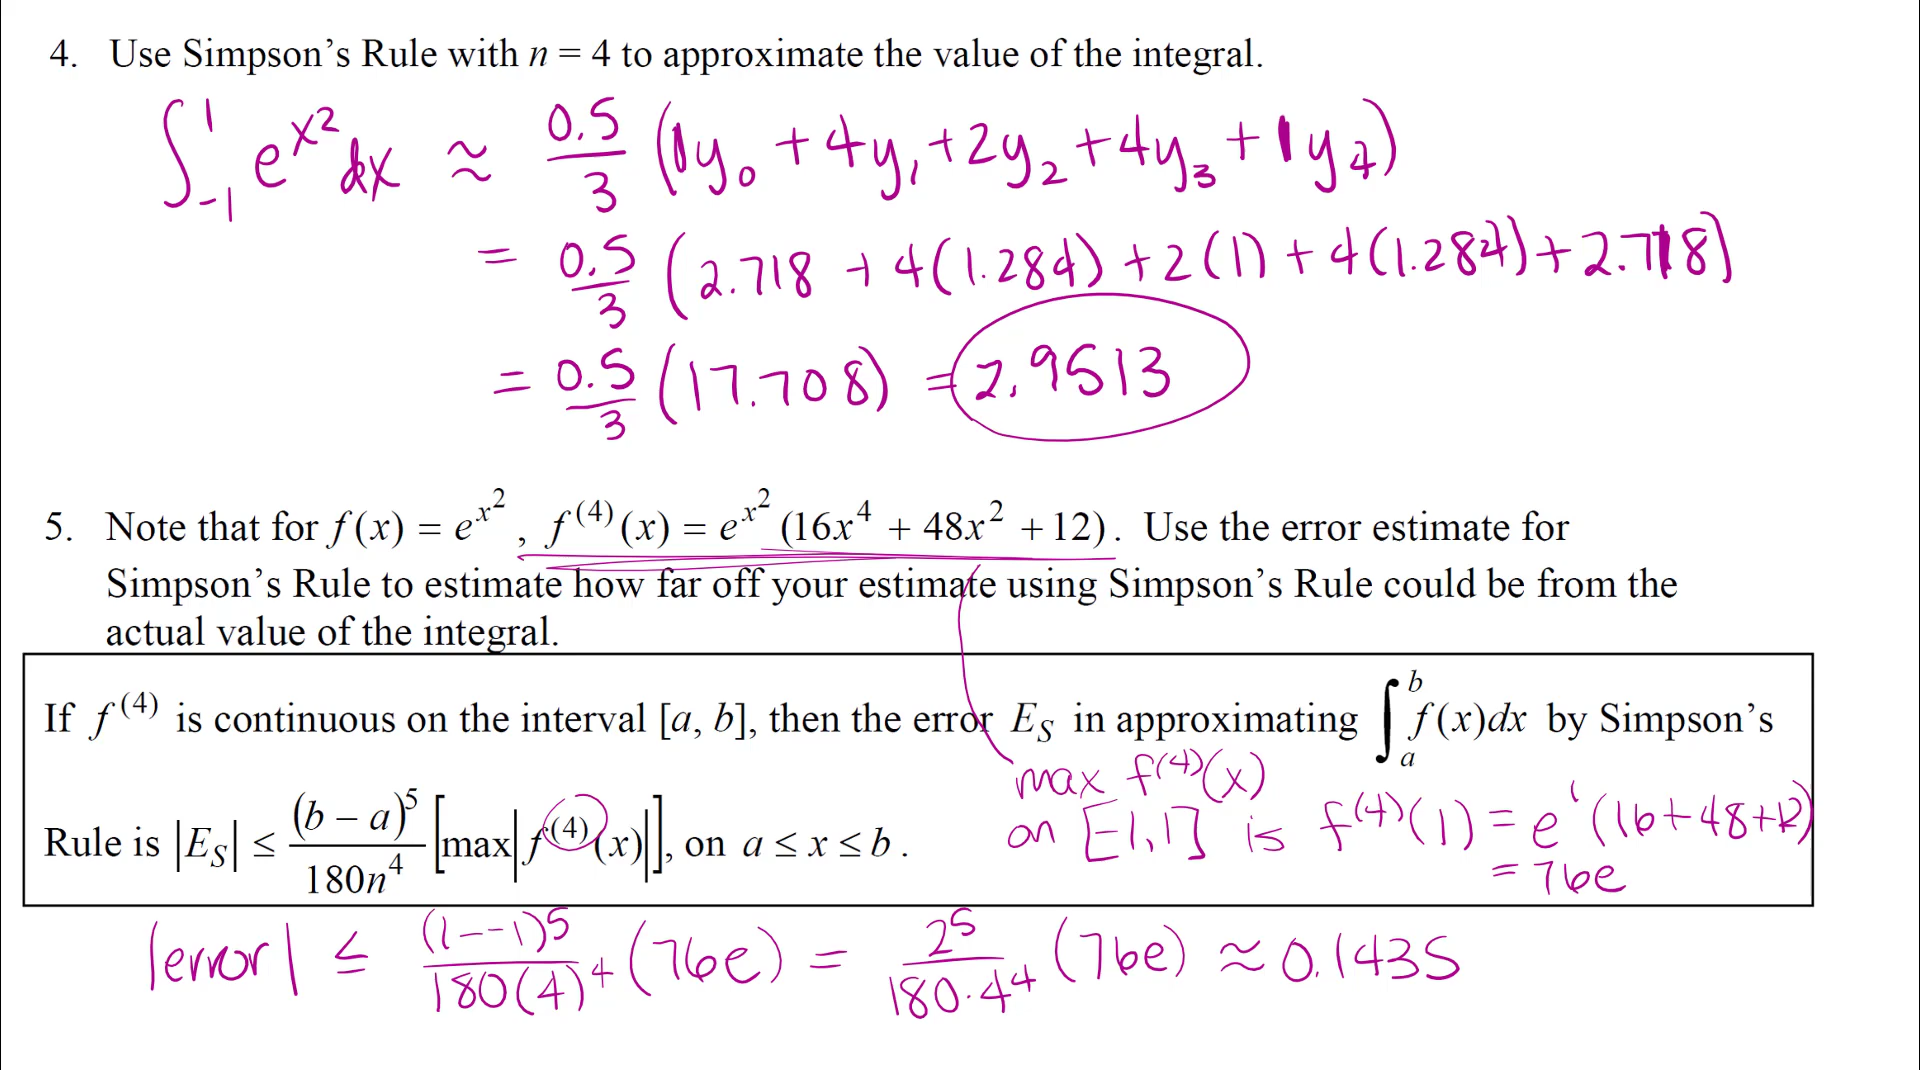 4. Use Simpson's Rule with n = 4 to approximate the value of the integral.
∫₋₁¹ e^(x²) dx ≈ 0.5/3 (1y₀ + 4y₁ + 2y₂ + 4y₃ + 1y₄)
= 0.5/3 (2.718 + 4(1.284) + 2(1) + 4(1.284) + 2.718)
= 0.5/3 (17.708) = 2.9513
5. Note that for f(x) = e^(x²), f⁽⁴⁾(x) = e^(x²) (16x⁴ + 48x² + 12). Use the error estimate for
Simpson's Rule to estimate how far off your estimate using Simpson's Rule could be from the
actual value of the integral.
If f⁽⁴⁾ is continuous on the interval [a, b], then the error E_S in approximating ∫ₐᵇ f(x)dx by Simpson's
Rule is |E_S| ≤ (b − a)⁵/180n⁴ [max|f⁽⁴⁾(x)|], on a ≤ x ≤ b.
max f⁽⁴⁾(x)
on [-1,1] is f⁽⁴⁾(1) = e¹(16+48+12)
= 76e
|error| ≤ (1--1)⁵/180(4)⁴ (76e) = 2⁵/180·4⁴ (76e) ≈ 0.1435